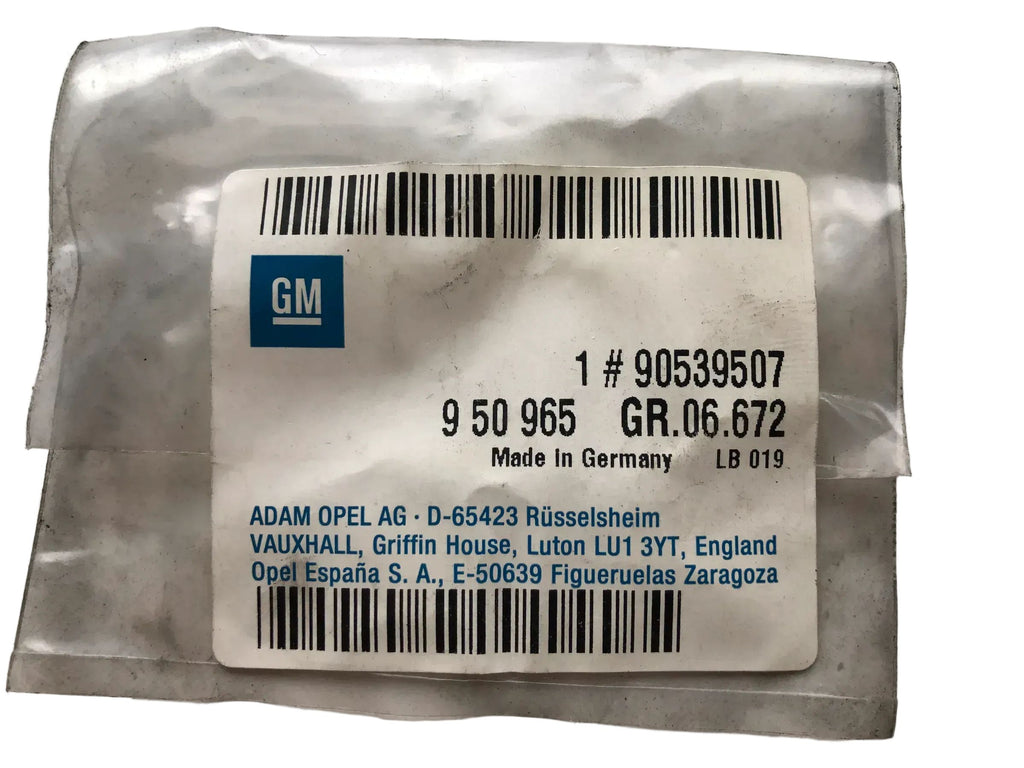 GM
1 # 90539507
9 50 965 GR.06.672
Made in Germany LB 019
ADAM OPEL AG · D-65423 Rüsselsheim
VAUXHALL, Griffin House, Luton LU1 3YT, England
Opel España S. A., E-50639 Figueruelas Zaragoza